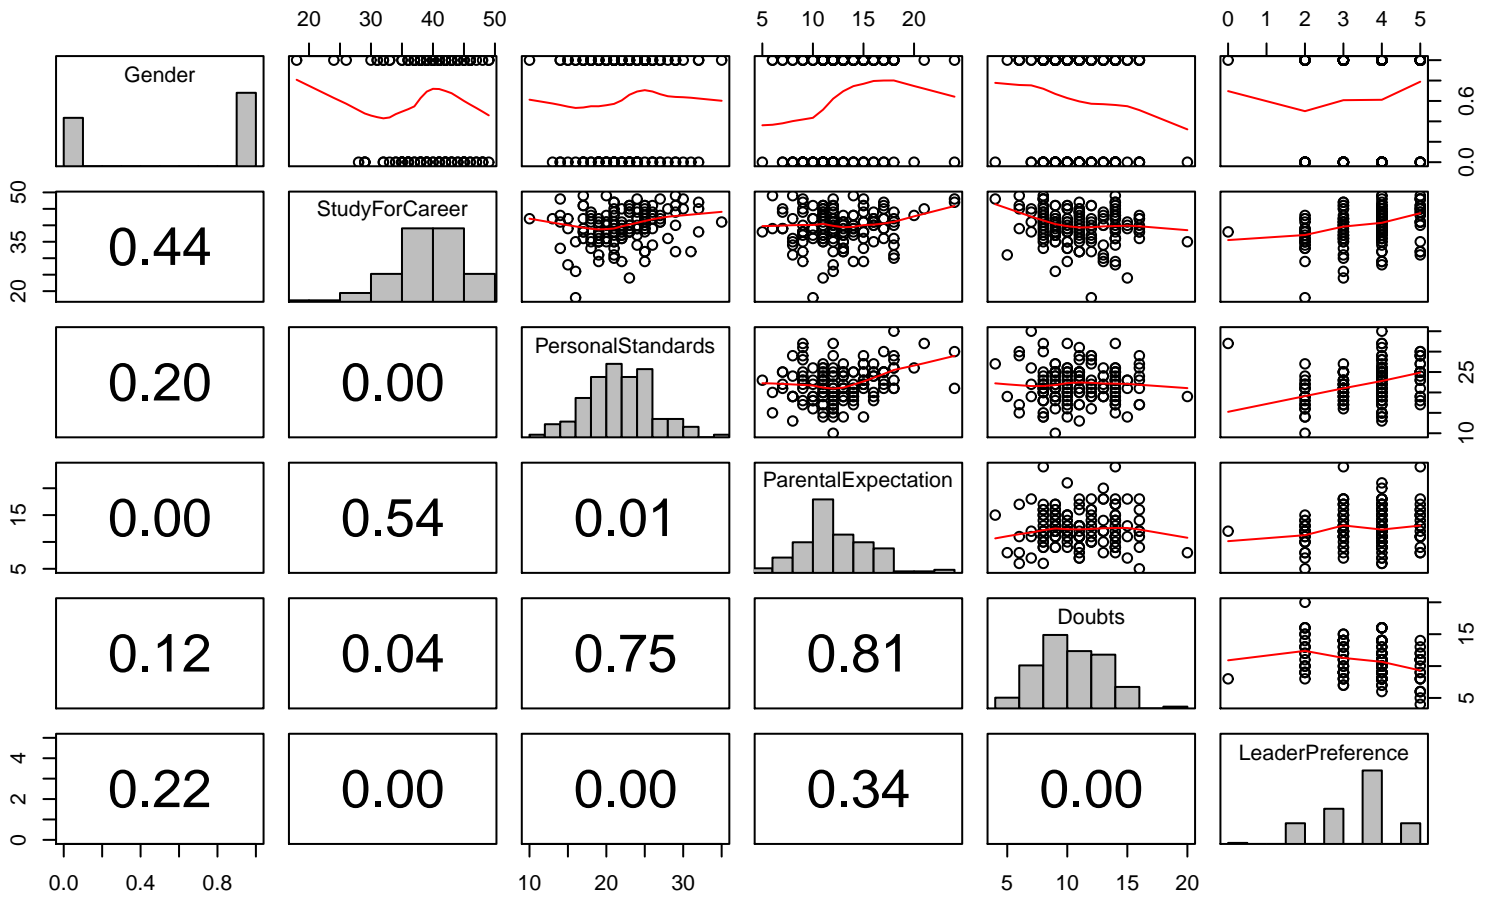 20 30 40 50 5 10 15 20 0 1 2 3 4 5
Gender 0.0 0.6
20 35 50 0.44 StudyForCareer
0.20 0.00 PersonalStandards 10 25
5 15 0.00 0.54 0.01 ParentalExpectation
0.12 0.04 0.75 0.81 Doubts 5 15
0 2 4 0.22 0.00 0.00 0.34 0.00 LeaderPreference
0.0 0.4 0.8 10 20 30 5 10 15 20